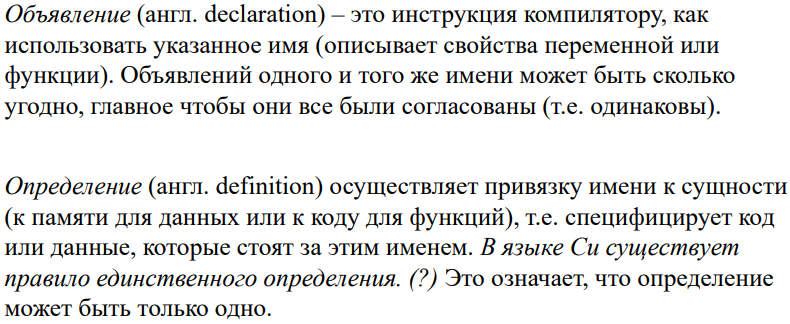 Объявление (англ. declaration) – это инструкция компилятору, как
использовать указанное имя (описывает свойства переменной или
функции). Объявлений одного и того же имени может быть сколько
угодно, главное чтобы они все были согласованы (т.е. одинаковы).
Определение (англ. definition) осуществляет привязку имени к сущности
(к памяти для данных или к коду для функций), т.е. специфицирует код
или данные, которые стоят за этим именем. В языке Си существует
правило единственного определения. (?) Это означает, что определение
может быть только одно.